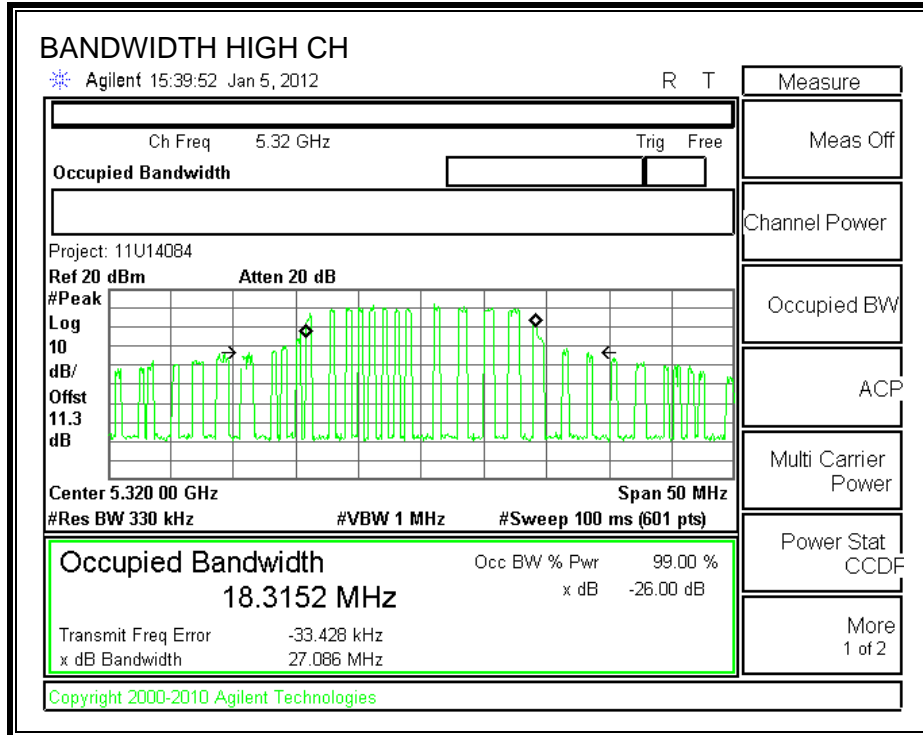 BANDWIDTH HIGH CH
Agilent 15:39:52 Jan 5, 2012 R T
Measure
Ch Freq 5.32 GHz Trig Free
Meas Off
Occupied Bandwidth
Channel Power
Project: 11U14084
Ref 20 dBm Atten 20 dB
#Peak
Log
10
dB/
Offst
11.3
dB
Occupied BW
ACP
Multi Carrier
Power
Center 5.320 00 GHz Span 50 MHz
#Res BW 330 kHz #VBW 1 MHz #Sweep 100 ms (601 pts)
Power Stat
CCDF
Occupied Bandwidth
18.3152 MHz
Occ BW % Pwr 99.00 %
x dB -26.00 dB
Transmit Freq Error -33.428 kHz
x dB Bandwidth 27.086 MHz
More
1 of 2
Copyright 2000-2010 Agilent Technologies